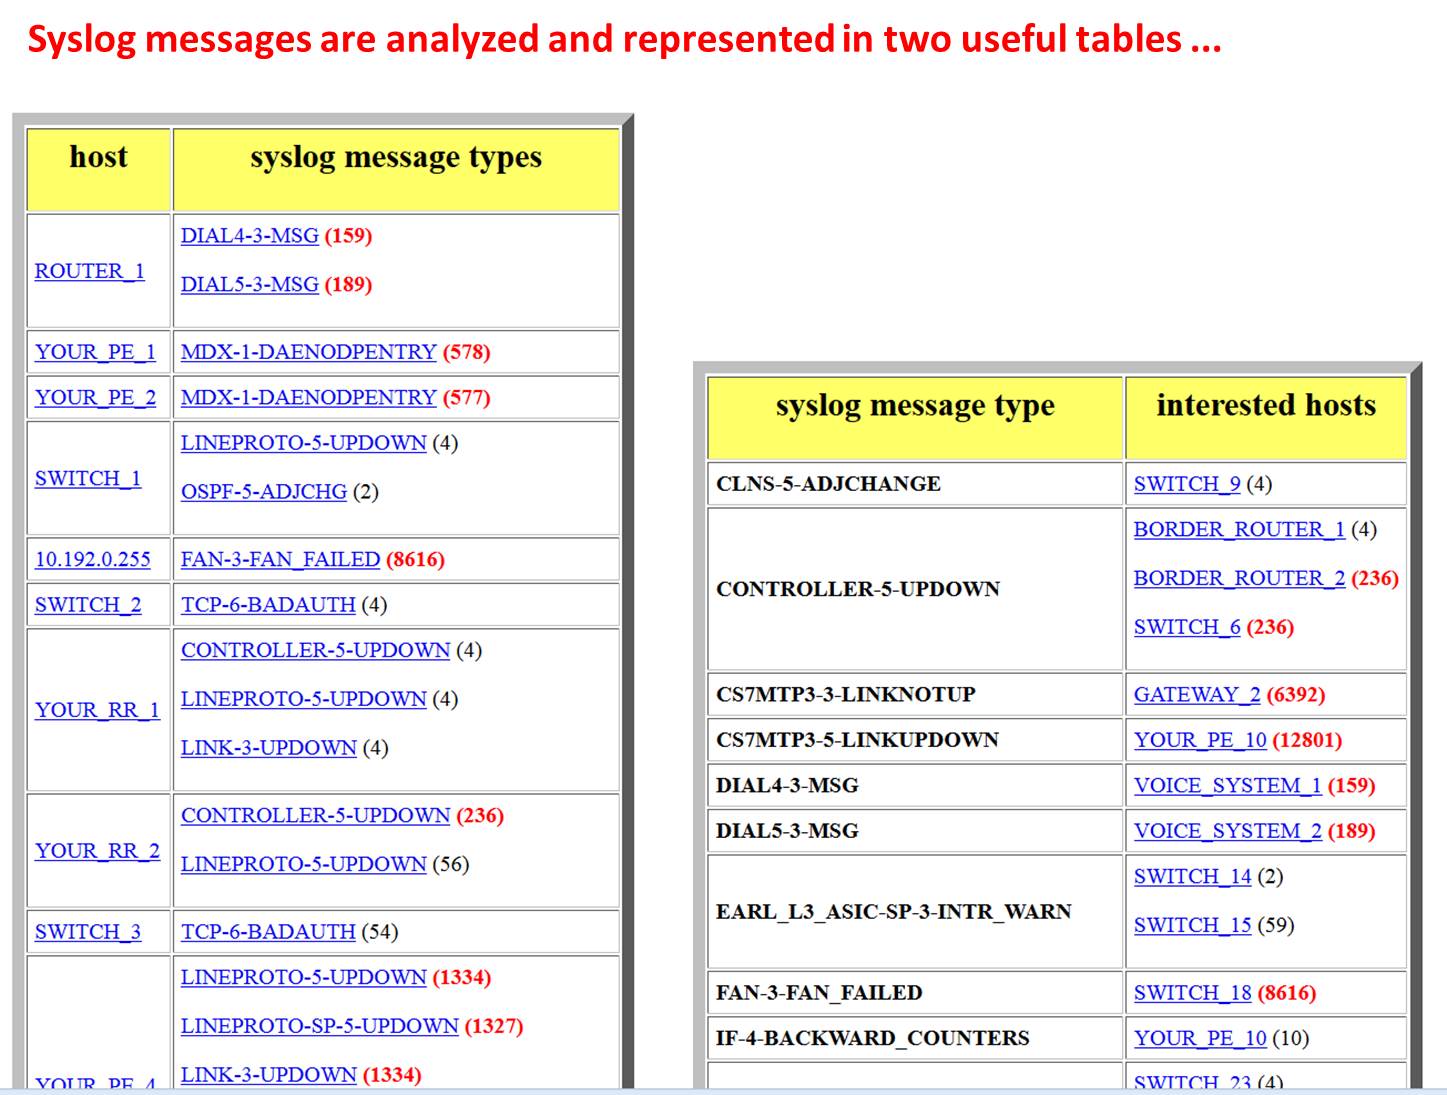 Syslog messages are analyzed and represented in two useful tables ...
host
syslog message types
ROUTER_1
DIAL4-3-MSG (159)
DIAL5-3-MSG (189)
YOUR_PE_1
MDX-1-DAENODPENTRY (578)
YOUR_PE_2
MDX-1-DAENODPENTRY (577)
SWITCH_1
LINEPROTO-5-UPDOWN (4)
OSPF-5-ADJCHG (2)
10.192.0.255
FAN-3-FAN_FAILED (8616)
SWITCH_2
TCP-6-BADAUTH (4)
YOUR_RR_1
CONTROLLER-5-UPDOWN (4)
LINEPROTO-5-UPDOWN (4)
LINK-3-UPDOWN (4)
YOUR_RR_2
CONTROLLER-5-UPDOWN (236)
LINEPROTO-5-UPDOWN (56)
SWITCH_3
TCP-6-BADAUTH (54)
YOUR_PE_4
LINEPROTO-5-UPDOWN (1334)
LINEPROTO-SP-5-UPDOWN (1327)
LINK-3-UPDOWN (1334)
syslog message type
interested hosts
CLNS-5-ADJCHANGE
SWITCH_9 (4)
CONTROLLER-5-UPDOWN
BORDER_ROUTER_1 (4)
BORDER_ROUTER_2 (236)
SWITCH_6 (236)
CS7MTP3-3-LINKNOTUP
GATEWAY_2 (6392)
CS7MTP3-5-LINKUPDOWN
YOUR_PE_10 (12801)
DIAL4-3-MSG
VOICE_SYSTEM_1 (159)
DIAL5-3-MSG
VOICE_SYSTEM_2 (189)
EARL_L3_ASIC-SP-3-INTR_WARN
SWITCH_14 (2)
SWITCH_15 (59)
FAN-3-FAN_FAILED
SWITCH_18 (8616)
IF-4-BACKWARD_COUNTERS
YOUR_PE_10 (10)
SWITCH_23 (4)